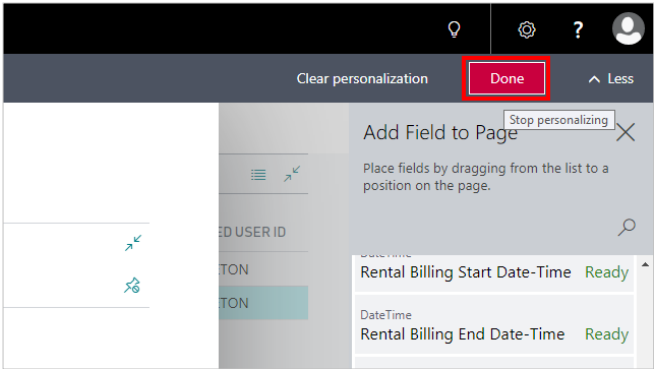 ?
Clear personalization
Done
Less
Stop personalizing
Add Field to Page
Place fields by dragging from the list to a
position on the page.
ED USER ID
TON
TON
DateTime
Rental Billing Start Date-Time Ready
DateTime
Rental Billing End Date-Time Ready